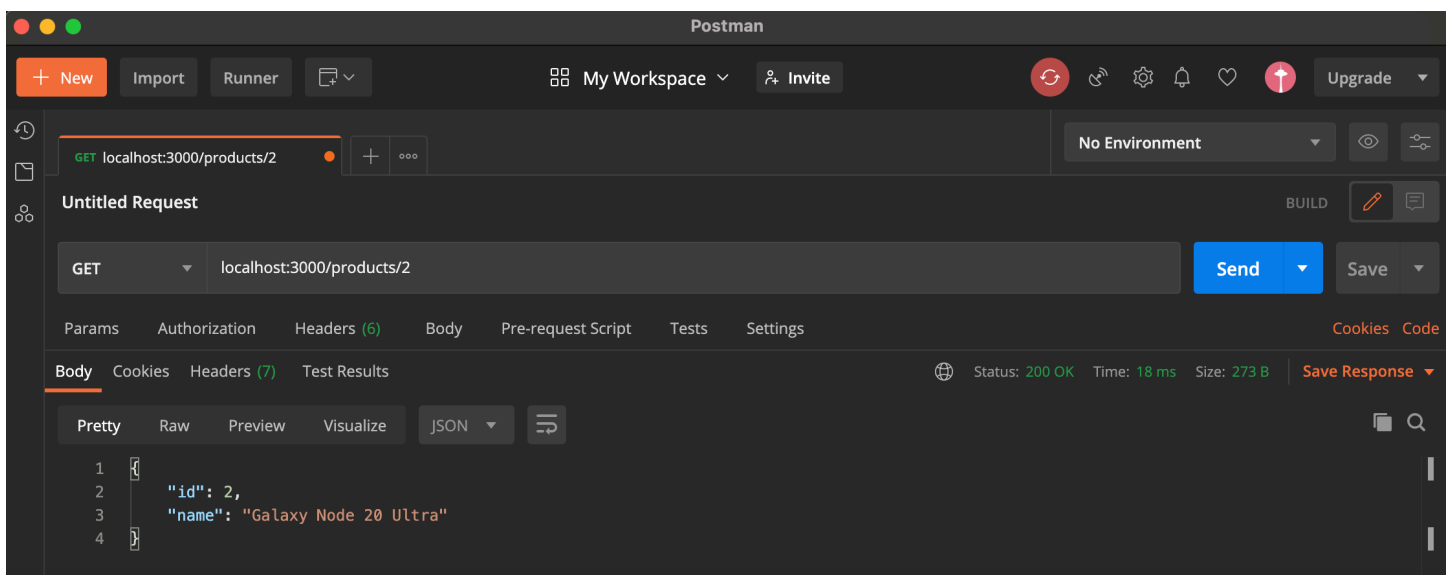 Postman
+ New Import Runner My Workspace Invite Upgrade
GET localhost:3000/products/2 No Environment
Untitled Request BUILD
GET localhost:3000/products/2 Send Save
Params Authorization Headers (6) Body Pre-request Script Tests Settings Cookies Code
Body Cookies Headers (7) Test Results Status: 200 OK Time: 18 ms Size: 273 B Save Response
Pretty Raw Preview Visualize JSON
1 {
2 "id": 2,
3 "name": "Galaxy Node 20 Ultra"
4 }